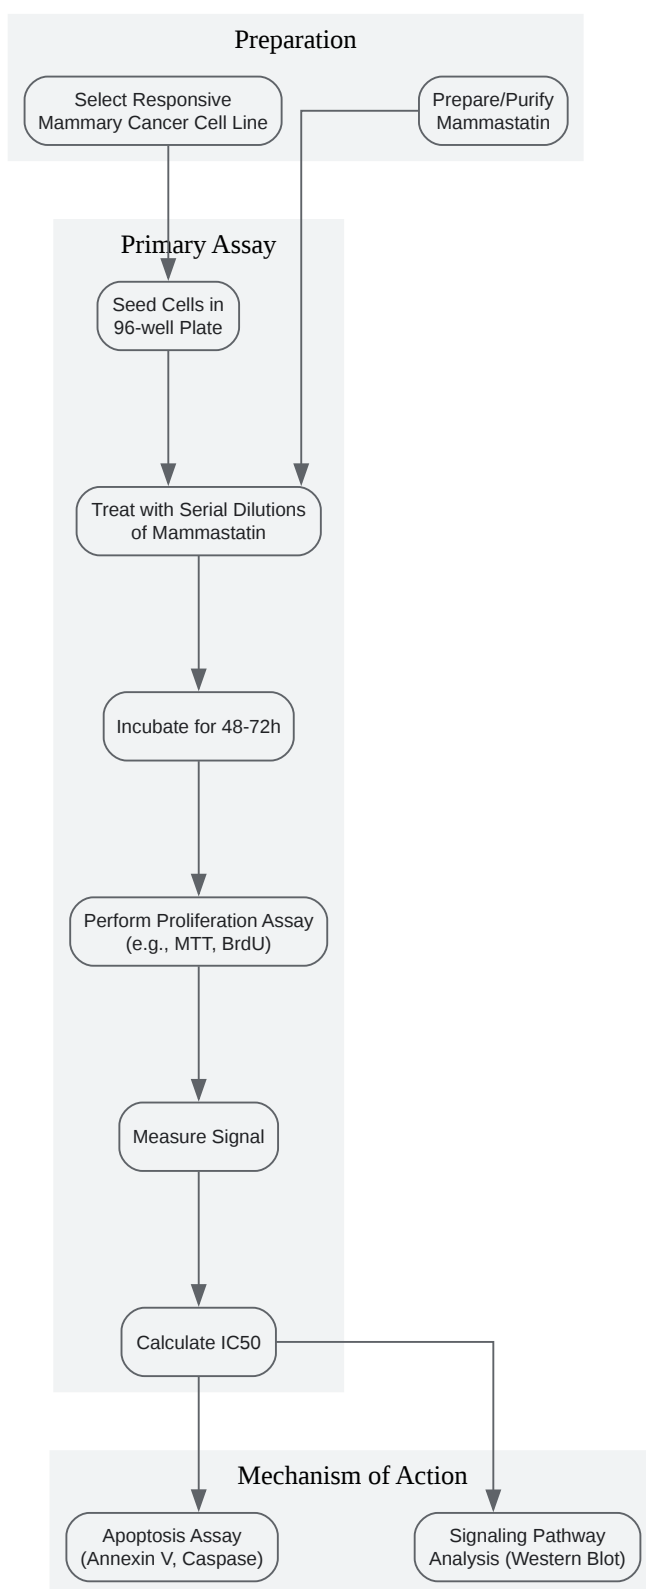 Preparation
Select Responsive
Mammary Cancer Cell Line
Prepare/Purify
Mammastatin
Primary Assay
Seed Cells in
96-well Plate
Treat with Serial Dilutions
of Mammastatin
Incubate for 48-72h
Perform Proliferation Assay
(e.g., MTT, BrdU)
Measure Signal
Calculate IC50
Mechanism of Action
Apoptosis Assay
(Annexin V, Caspase)
Signaling Pathway
Analysis (Western Blot)